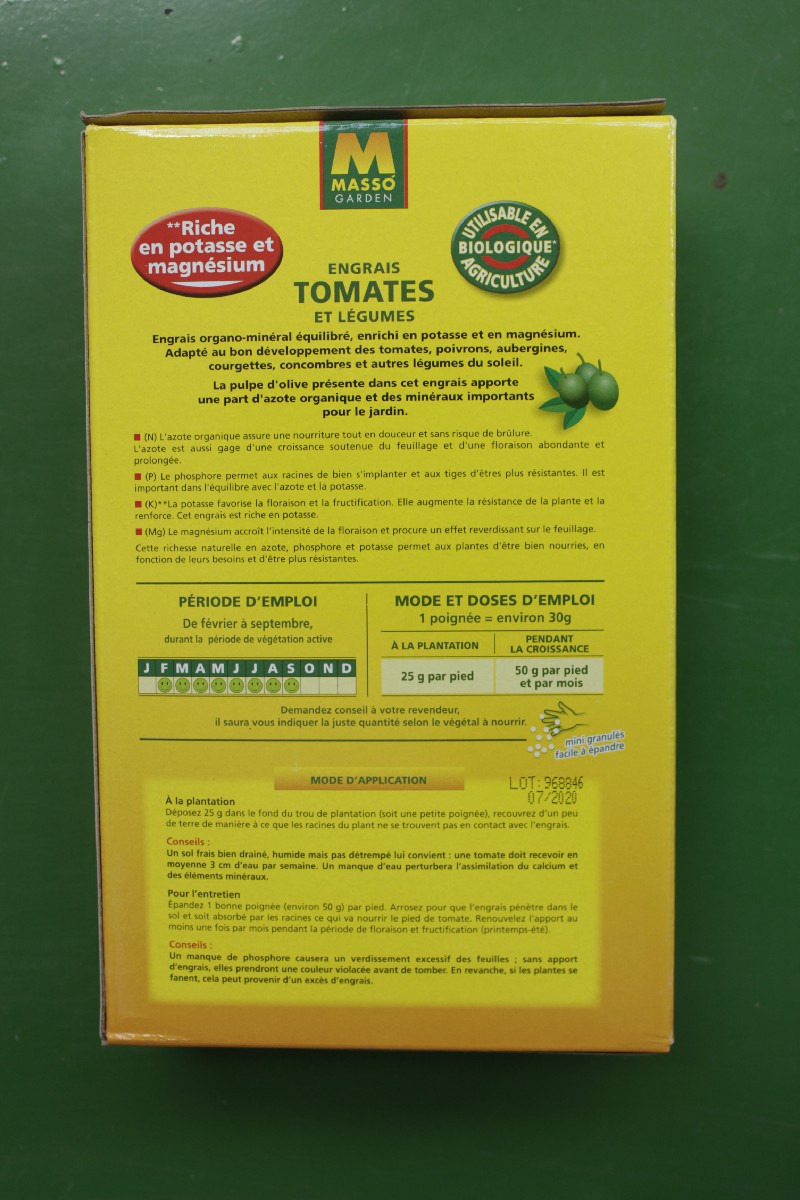 M
MASSÓ
GARDEN
**Riche
en potasse et
magnésium
UTILISABLE EN
BIOLOGIQUE*
AGRICULTURE
ENGRAIS
TOMATES
ET LÉGUMES
Engrais organo-minéral équilibré, enrichi en potasse et en magnésium.
Adapté au bon développement des tomates, poivrons, aubergines,
courgettes, concombres et autres légumes du soleil.
La pulpe d'olive présente dans cet engrais apporte
une part d'azote organique et des minéraux importants
pour le jardin.
(N) L'azote organique assure une nourriture tout en douceur et sans risque de brûlure.
L'azote est aussi gage d'une croissance soutenue du feuillage et d'une floraison abondante et
prolongée.
(P) Le phosphore permet aux racines de bien s'implanter et aux tiges d'êtres plus résistantes. Il est
important dans l'équilibre avec l'azote et la potasse.
(K)**La potasse favorise la floraison et la fructification. Elle augmente la résistance de la plante et la
renforce. Cet engrais est riche en potasse.
(Mg) Le magnésium accroît l'intensité de la floraison et procure un effet reverdissant sur le feuillage.
Cette richesse naturelle en azote, phosphore et potasse permet aux plantes d'être bien nourries, en
fonction de leurs besoins et d'être plus résistantes.
PÉRIODE D'EMPLOI
De février à septembre,
durant la période de végétation active
J F M A M J J A S O N D
MODE ET DOSES D'EMPLOI
1 poignée = environ 30g
À LA PLANTATION
PENDANT
LA CROISSANCE
25 g par pied
50 g par pied
et par mois
Demandez conseil à votre revendeur,
il saura vous indiquer la juste quantité selon le végétal à nourrir.
mini granulés
facile à épandre
MODE D'APPLICATION
LOT: 968846
07/2020
À la plantation
Déposez 25 g dans le fond du trou de plantation (soit une petite poignée), recouvrez d'un peu
de terre de manière à ce que les racines du plant ne se trouvent pas en contact avec l'engrais.
Conseils :
Un sol frais bien drainé, humide mais pas détrempé lui convient : une tomate doit recevoir en
moyenne 3 cm d'eau par semaine. Un manque d'eau perturbera l'assimilation du calcium et
des éléments minéraux.
Pour l'entretien
Épandez 1 bonne poignée (environ 50 g) par pied. Arrosez pour que l'engrais pénètre dans le
sol et soit absorbé par les racines ce qui va nourrir le pied de tomate. Renouvelez l'apport au
moins une fois par mois pendant la période de floraison et fructification (printemps-été).
Conseils :
Un manque de phosphore causera un verdissement excessif des feuilles ; sans apport
d'engrais, elles prendront une couleur violacée avant de tomber. En revanche, si les plantes se
fanent, cela peut provenir d'un excès d'engrais.